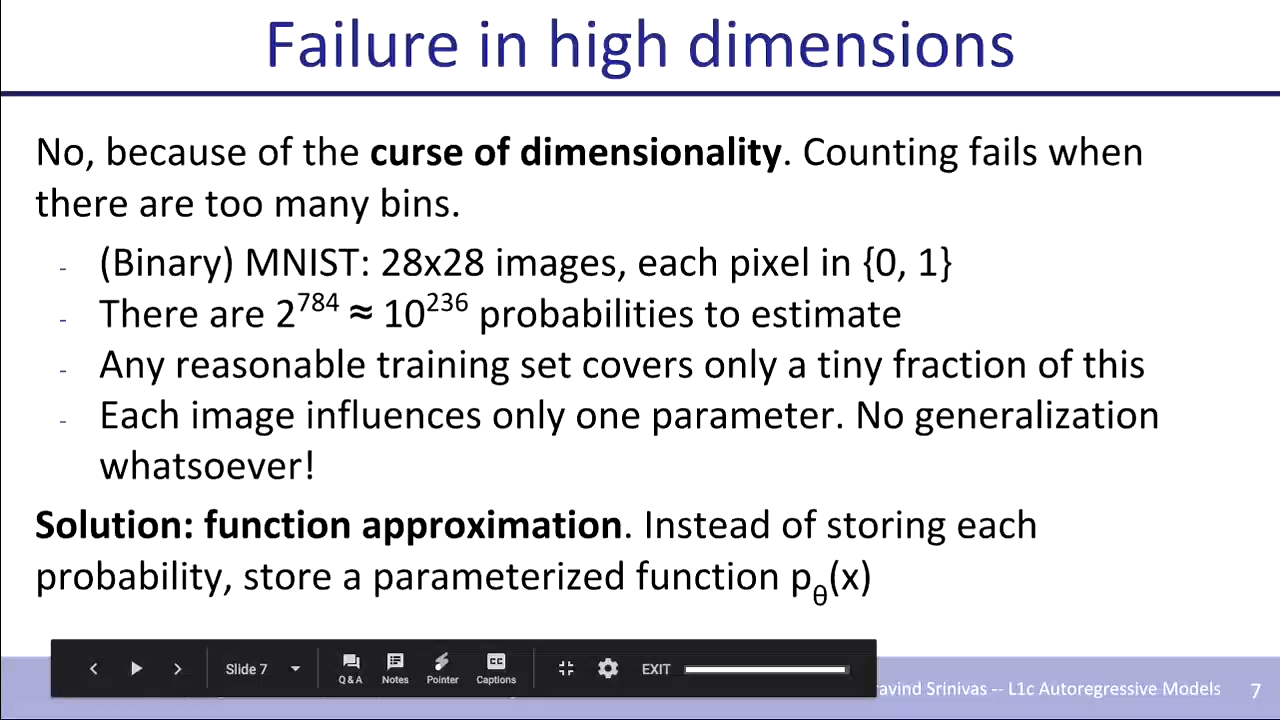 Failure in high dimensions
No, because of the curse of dimensionality. Counting fails when
there are too many bins.
- (Binary) MNIST: 28x28 images, each pixel in {0, 1}
- There are 2^784 ≈ 10^236 probabilities to estimate
- Any reasonable training set covers only a tiny fraction of this
- Each image influences only one parameter. No generalization
whatsoever!
Solution: function approximation. Instead of storing each
probability, store a parameterized function pθ(x)
Slide 7
Q & A
Notes
Pointer
CC
Captions
EXIT
Srinivas -- L1c Autoregressive Models
7